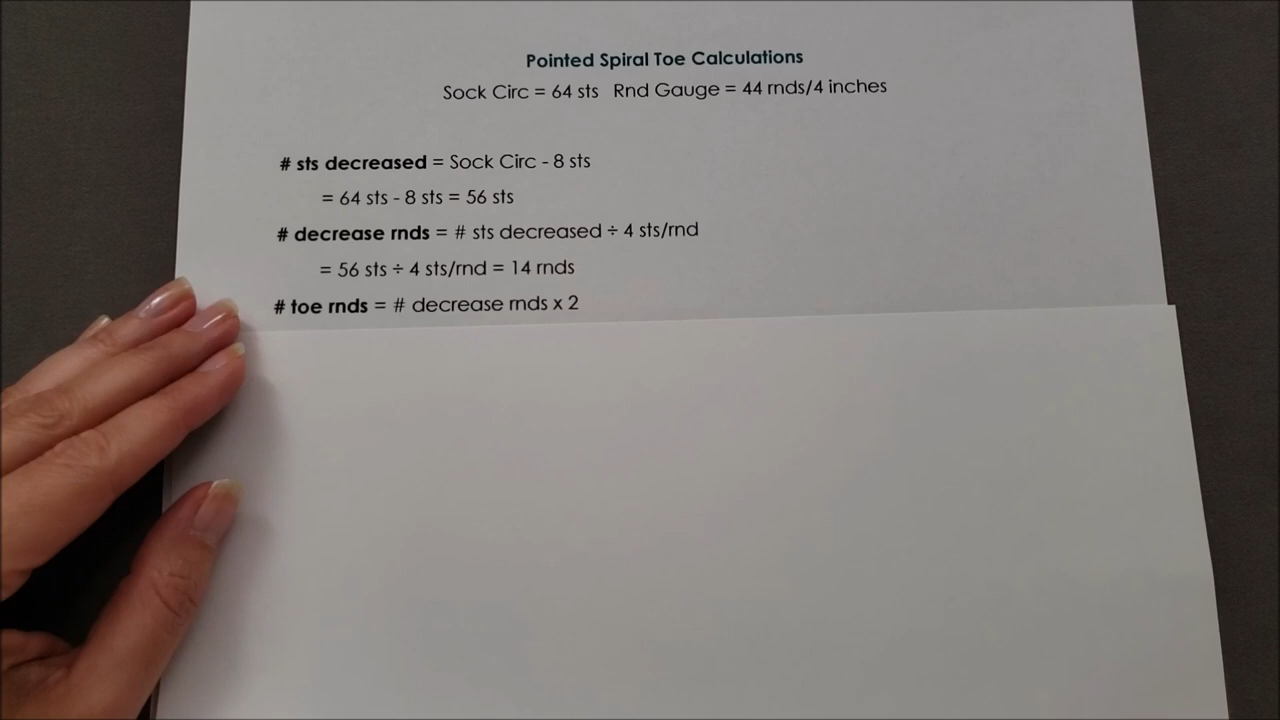 Pointed Spiral Toe Calculations
Sock Circ = 64 sts Rnd Gauge = 44 rnds/4 inches
# sts decreased = Sock Circ - 8 sts
= 64 sts - 8 sts = 56 sts
# decrease rnds = # sts decreased ÷ 4 sts/rnd
= 56 sts ÷ 4 sts/rnd = 14 rnds
# toe rnds = # decrease rnds x 2